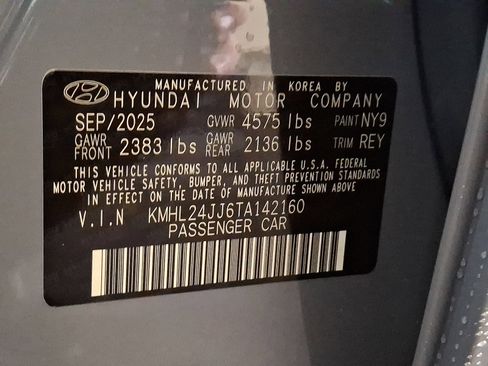 MANUFACTURED IN KOREA BY
HYUNDAI MOTOR COMPANY
SEP/2025 GVWR 4575 lbs PAINT NY9
GAWR FRONT 2383 lbs GAWR REAR 2136 lbs TRIM REY
THIS VEHICLE CONFORMS TO ALL APPLICABLE U.S.A. FEDERAL
MOTOR VEHICLE SAFETY, BUMPER, AND THEFT PREVENTION STANDARDS
IN EFFECT ON THE DATE OF MANUFACTURE SHOWN ABOVE
V.I.N KMHL24JJ6TA142160
PASSENGER CAR